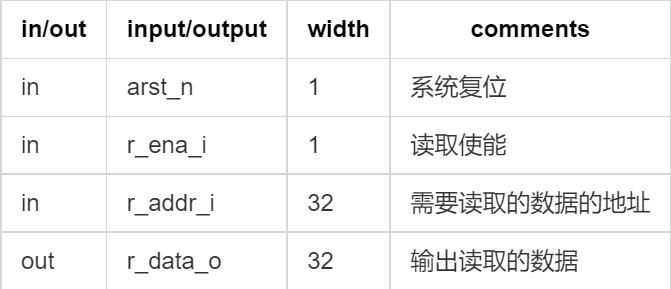 in/out input/output width comments
in arst_n 1 系统复位
in r_ena_i 1 读取使能
in r_addr_i 32 需要读取的数据的地址
out r_data_o 32 输出读取的数据